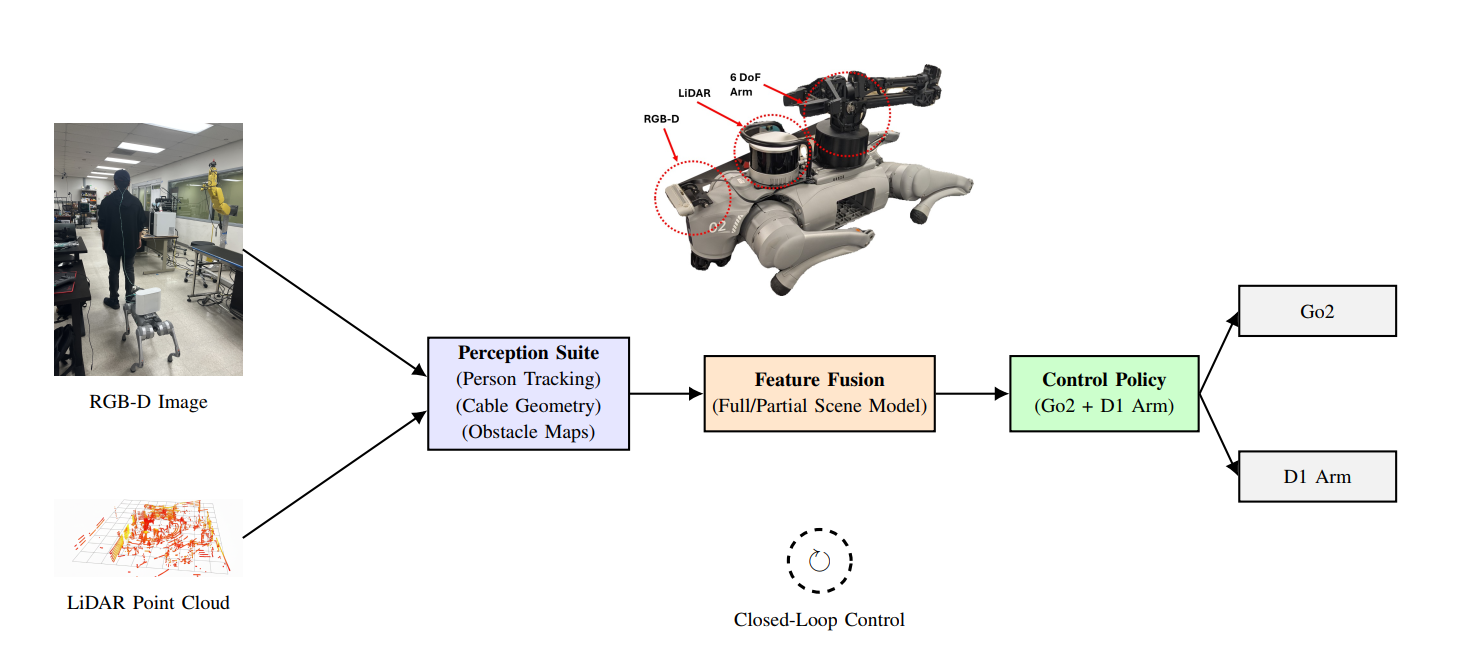 6 DoF
Arm
LiDAR
RGB-D
G2
RGB-D Image
Perception Suite
(Person Tracking)
(Cable Geometry)
(Obstacle Maps)
Feature Fusion
(Full/Partial Scene Model)
Control Policy
(Go2 + D1 Arm)
Go2
D1 Arm
LiDAR Point Cloud
Closed-Loop Control